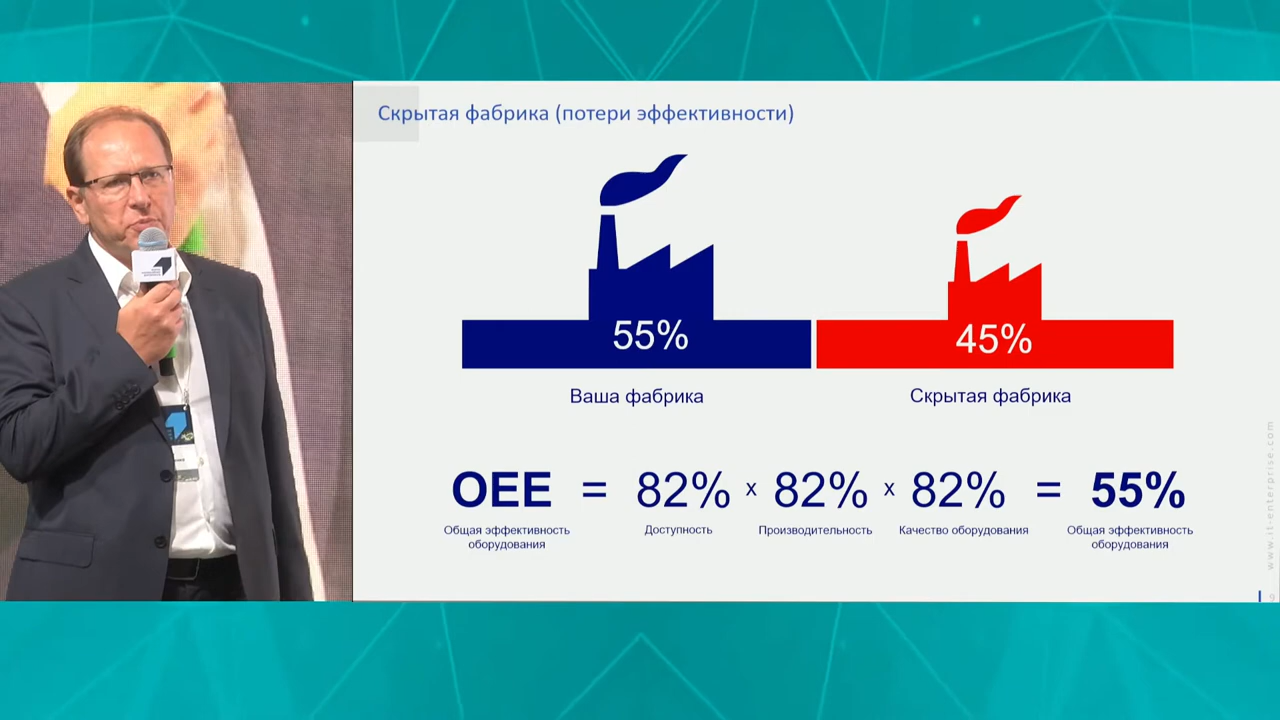 Скрытая фабрика (потери эффективности)
55%
45%
Ваша фабрика
Скрытая фабрика
OEE = 82% x 82% x 82% = 55%
Общая эффективность оборудования
Доступность
Производительность
Качество оборудования
Общая эффективность оборудования
www.it-enterprise.com